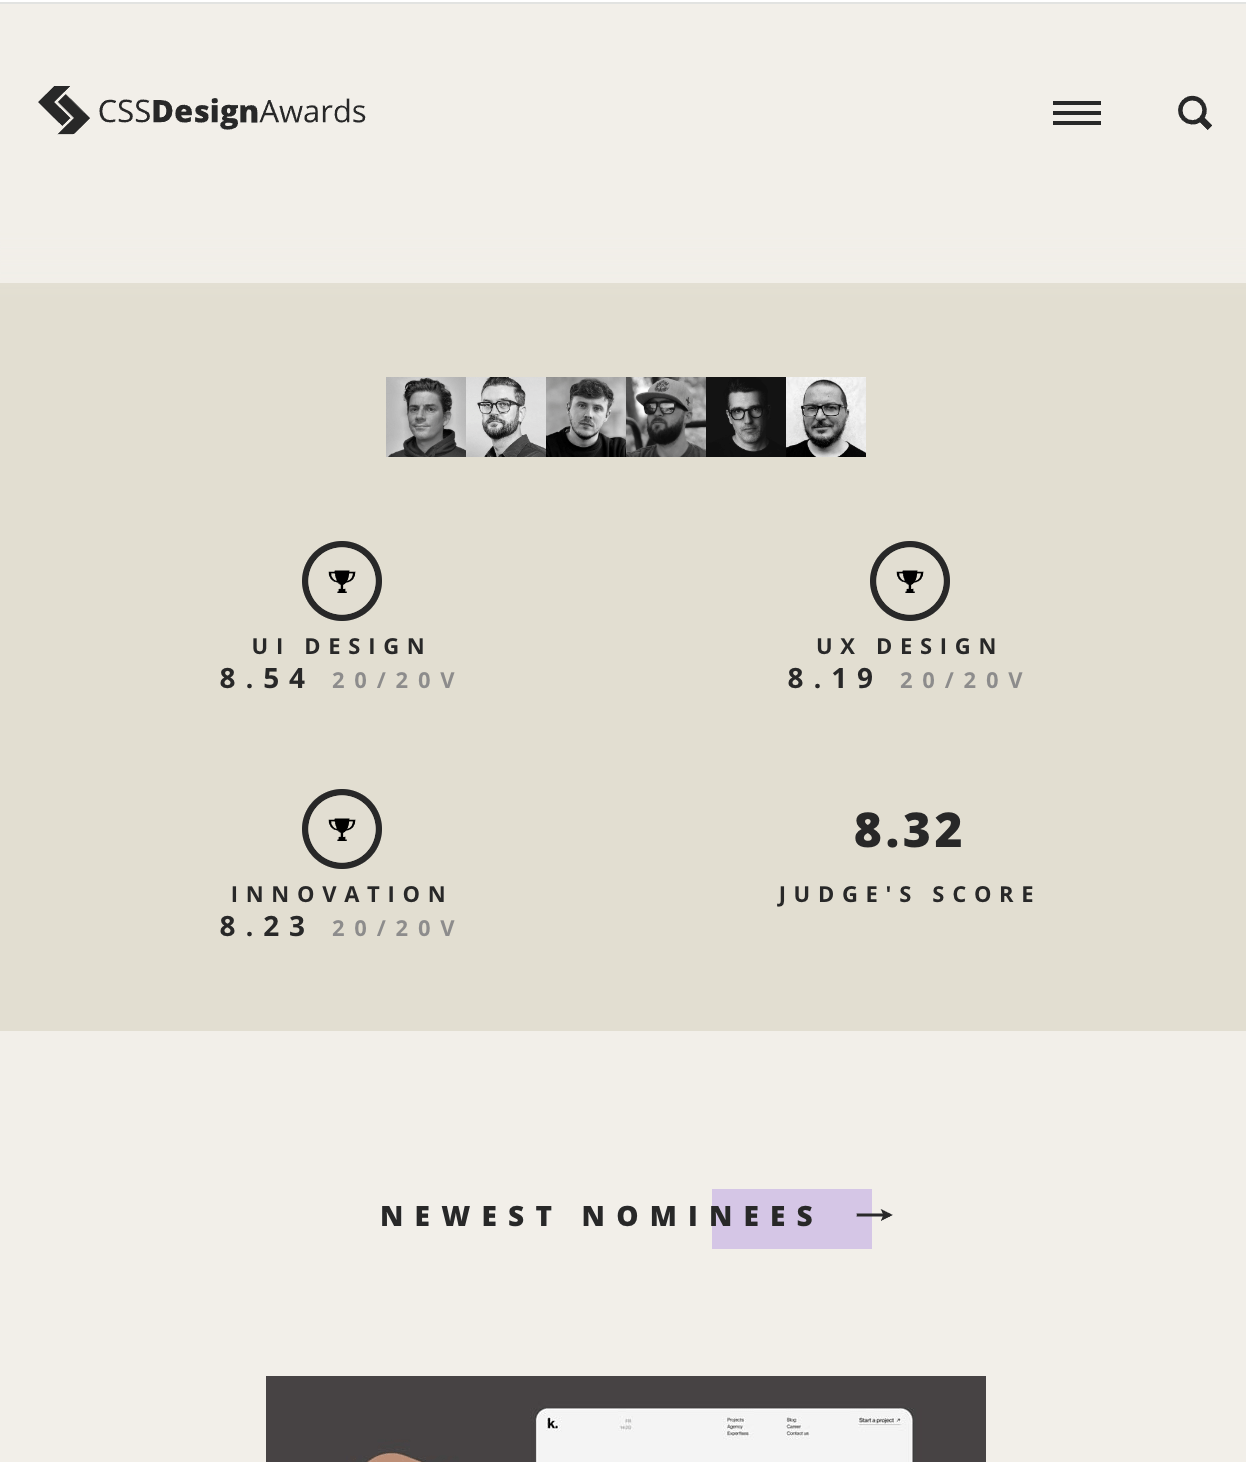 CSSDesignAwards
UI DESIGN
8.54 20/20V
UX DESIGN
8.19 20/20V
INNOVATION
8.23 20/20V
8.32
JUDGE'S SCORE
NEWEST NOMINEES
k.
Projects
Agency
Expertises
Blog
Career
Contact us
Start a project